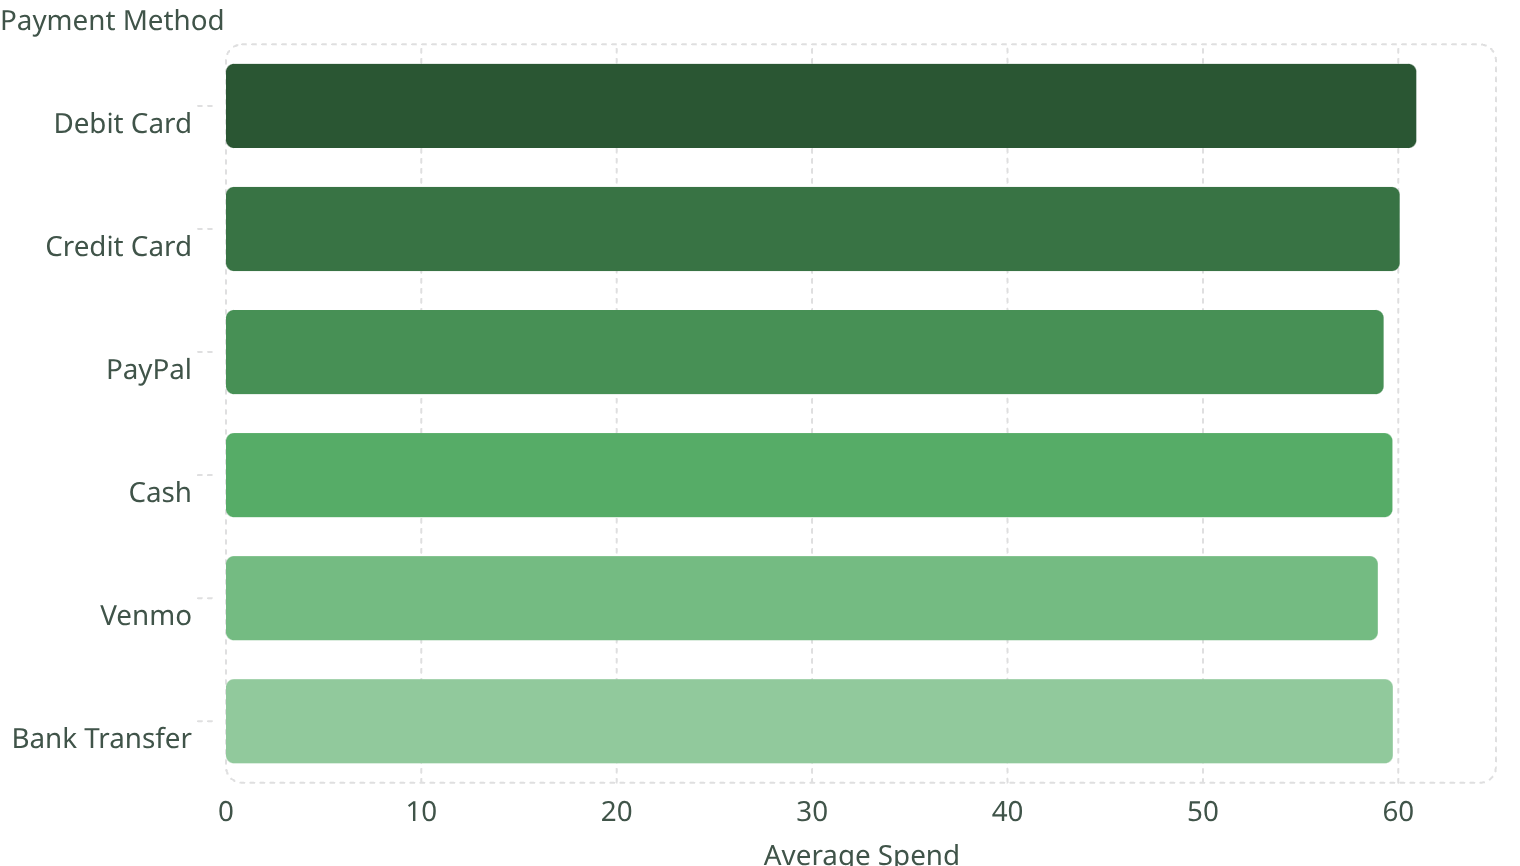 Payment Method
Debit Card
Credit Card
PayPal
Cash
Venmo
Bank Transfer
0 10 20 30 40 50 60
Average Spend